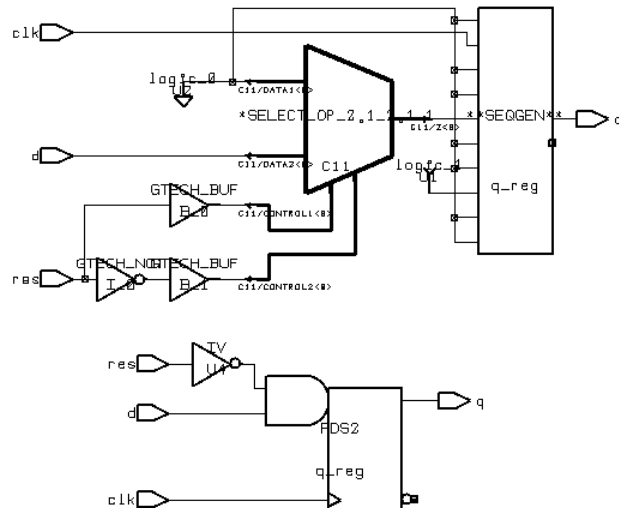 clk
logic_0
U2
C11/DATA1<0>
*SELECT_OP_2.1_2.1_1
C11/Z<0>
**SEQGEN**
q
d
C11/DATA2<0>
C11
logic_1
U1
GTECH_BUF
B_0
C11/CONTROL1<0>
q_reg
GTECH_NOT
GTECH_BUF
res
I_0
B_1
C11/CONTROL2<0>
IV
res
U4
q
d
FDS2
q_reg
clk